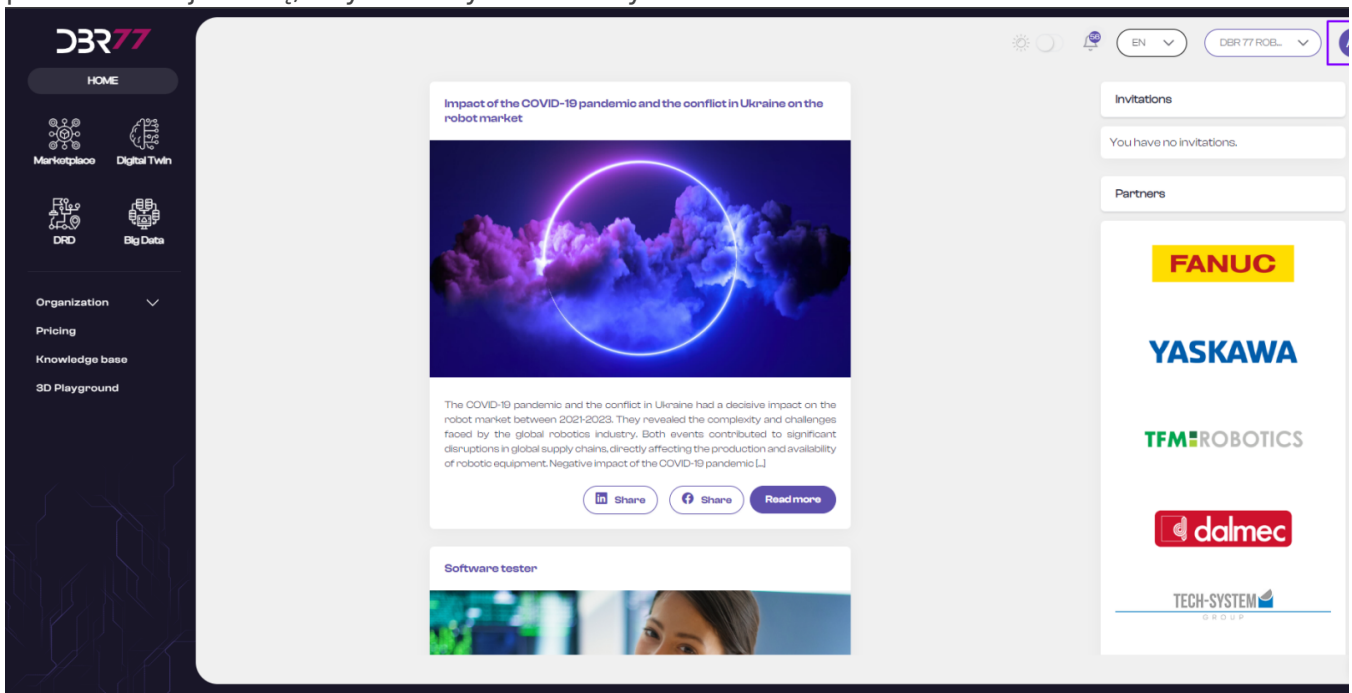 DBR77
HOME
Marketplace
Digital Twin
DRD
Big Data
Organization
Pricing
Knowledge base
3D Playground
56
EN
DBR 77 ROB...
A
Impact of the COVID-19 pandemic and the conflict in Ukraine on the
robot market
The COVID-19 pandemic and the conflict in Ukraine had a decisive impact on the
robot market between 2021-2023. They revealed the complexity and challenges
faced by the global robotics industry. Both events contributed to significant
disruptions in global supply chains, directly affecting the production and availability
of robotic equipment. Negative impact of the COVID-19 pandemic [...]
in Share
Share
Read more
Software tester
Invitations
You have no invitations.
Partners
FANUC
YASKAWA
TFM ROBOTICS
dalmec
TECH-SYSTEM
GROUP